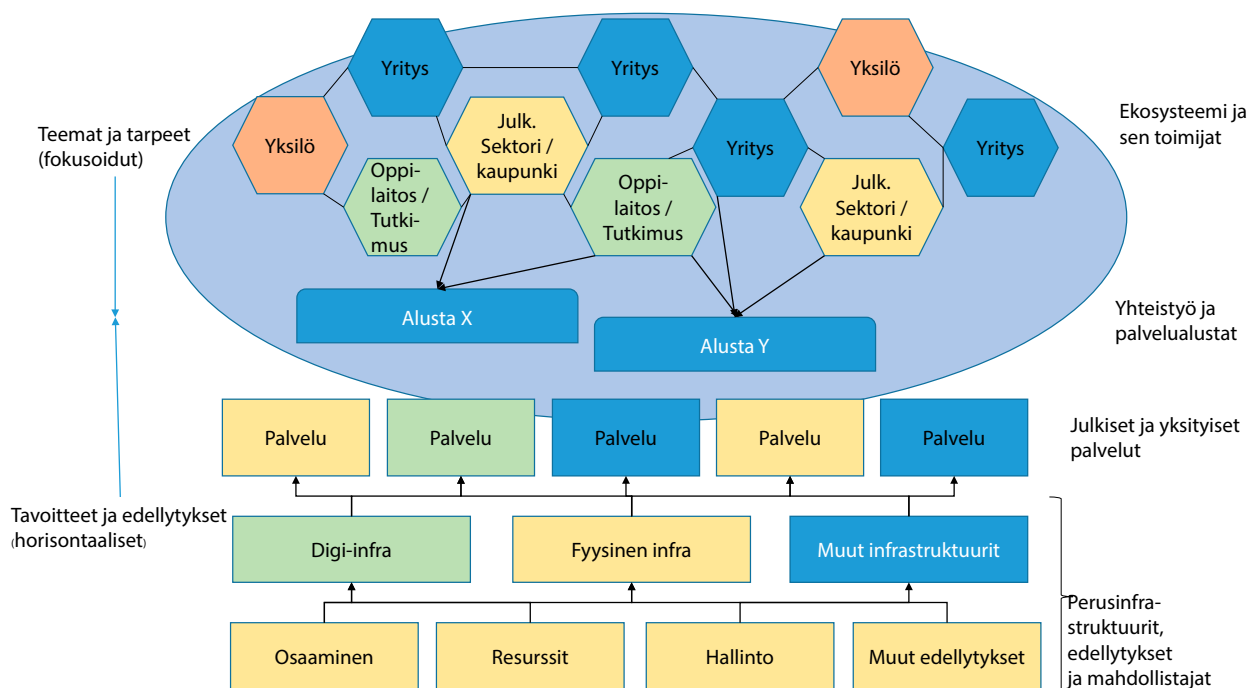 Yritys
Yritys
Yksilö
Teemat ja tarpeet
(fokusoidut)
Yksilö
Julk.
Sektori /
kaupunki
Yritys
Yritys
Ekosysteemi ja
sen toimijat
Oppi-
laitos /
Tutki-
mus
Oppi-
laitos /
Tutkimus
Julk.
Sektori /
kaupunki
Alusta X
Alusta Y
Yhteistyö ja
palvelualustat
Palvelu
Palvelu
Palvelu
Palvelu
Palvelu
Julkiset ja yksityiset
palvelut
Tavoitteet ja edellytykset
(horisontaaliset)
Digi-infra
Fyysinen infra
Muut infrastruktuurit
Osaaminen
Resurssit
Hallinto
Muut edellytykset
Perusinfra-
struktuurit,
edellytykset
ja mahdollistajat